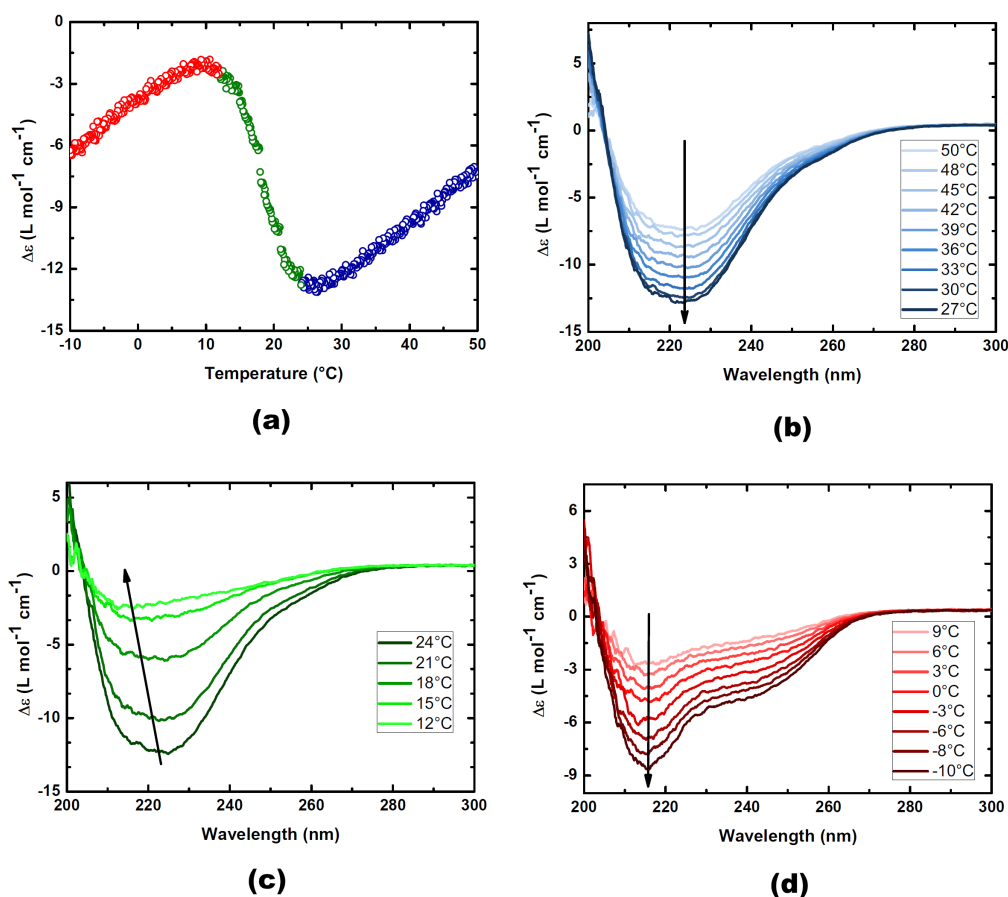 0
-3
-6
-9
-12
-15
-10 0 10 20 30 40 50
Δε (L mol⁻¹ cm⁻¹)
Temperature (°C)
(a)
5
0
-5
-10
-15
200 220 240 260 280 300
Δε (L mol⁻¹ cm⁻¹)
Wavelength (nm)
50°C
48°C
45°C
42°C
39°C
36°C
33°C
30°C
27°C
(b)
5
0
-5
-10
-15
200 220 240 260 280 300
Δε (L mol⁻¹ cm⁻¹)
Wavelength (nm)
24°C
21°C
18°C
15°C
12°C
(c)
6
3
0
-3
-6
-9
200 220 240 260 280 300
Δε (L mol⁻¹ cm⁻¹)
Wavelength (nm)
9°C
6°C
3°C
0°C
-3°C
-6°C
-8°C
-10°C
(d)